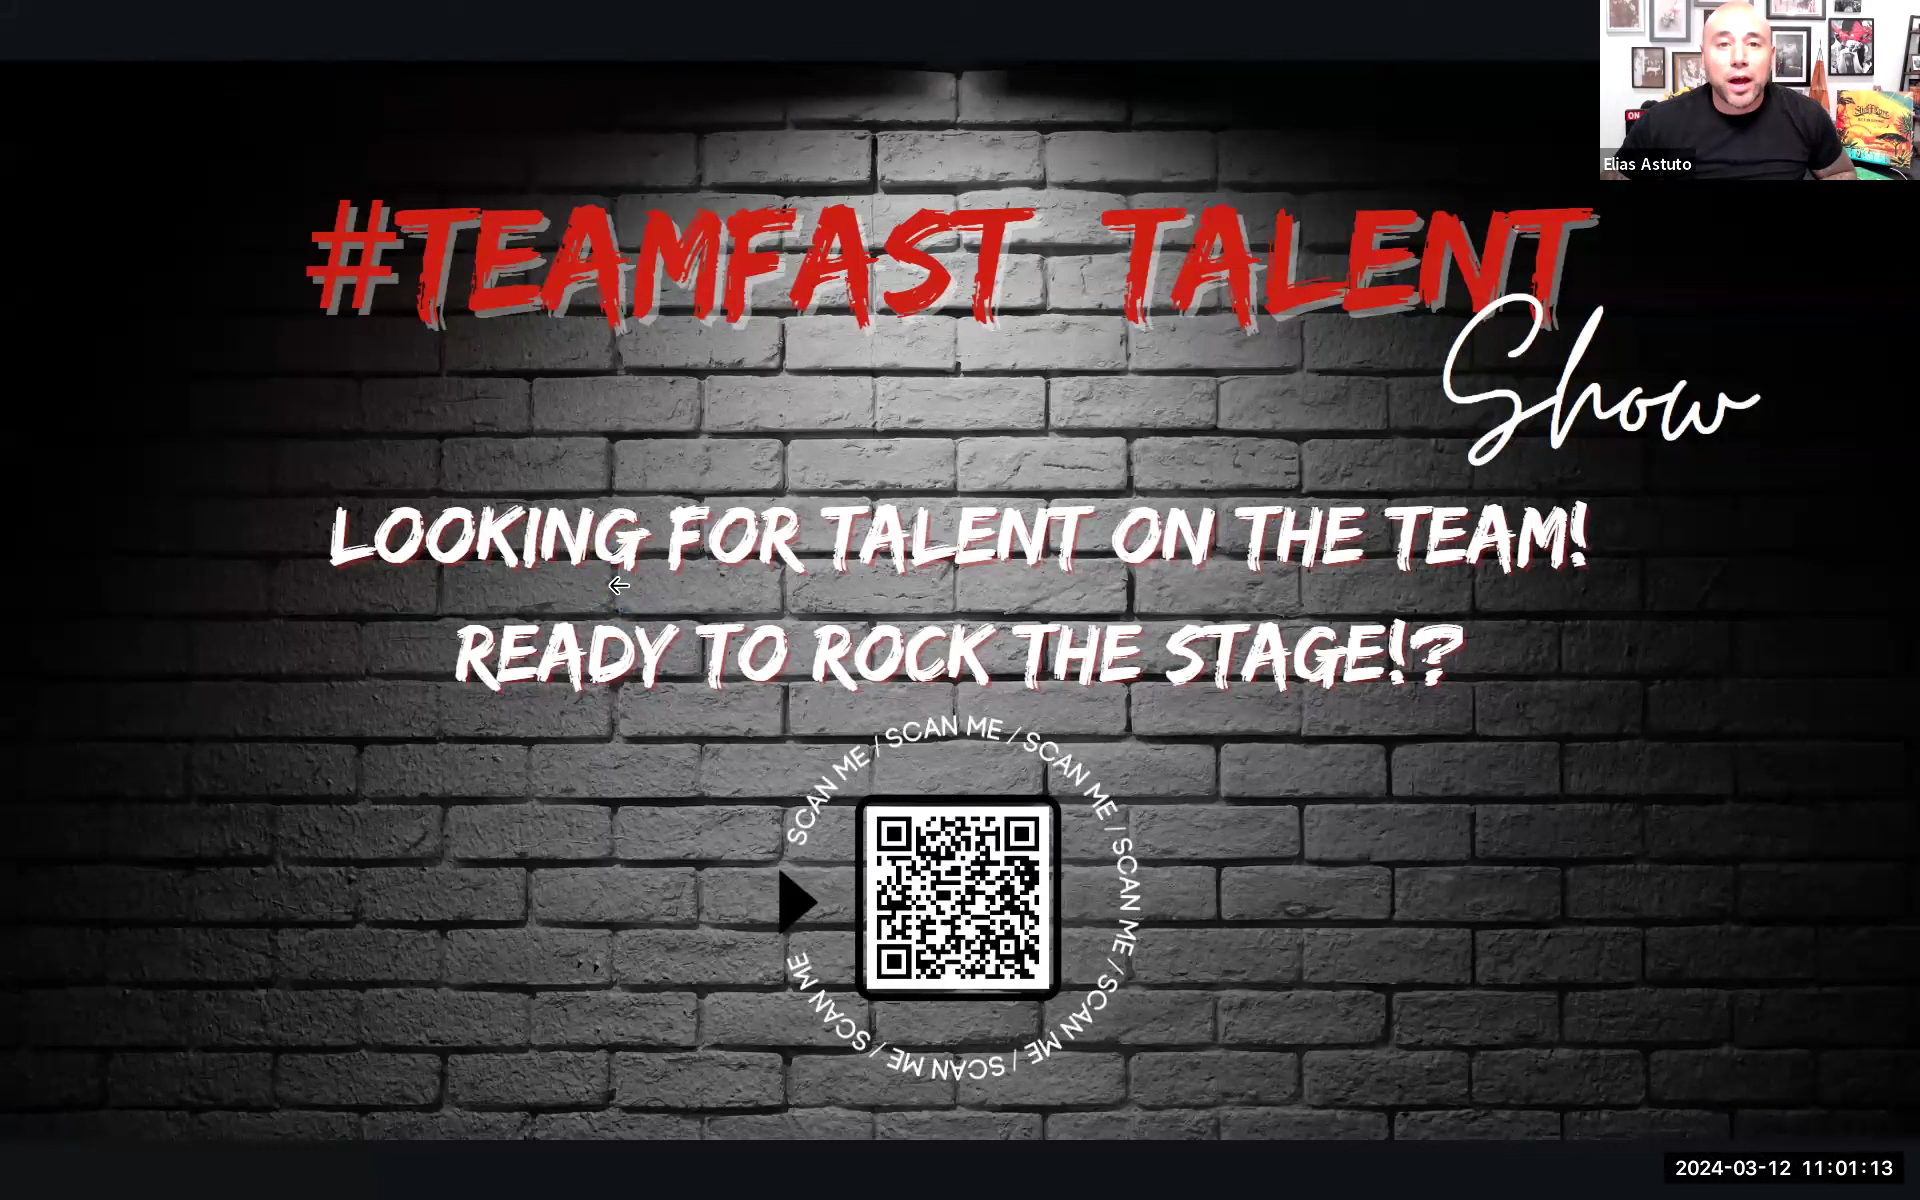 #TEAMFAST TALENT
Show
LOOKING FOR TALENT ON THE TEAM!
READY TO ROCK THE STAGE!?
SCAN ME / SCAN ME / SCAN ME / SCAN ME / SCAN ME / SCAN ME / SCAN ME
ON
Elias Astuto
2024-03-12 11:01:13